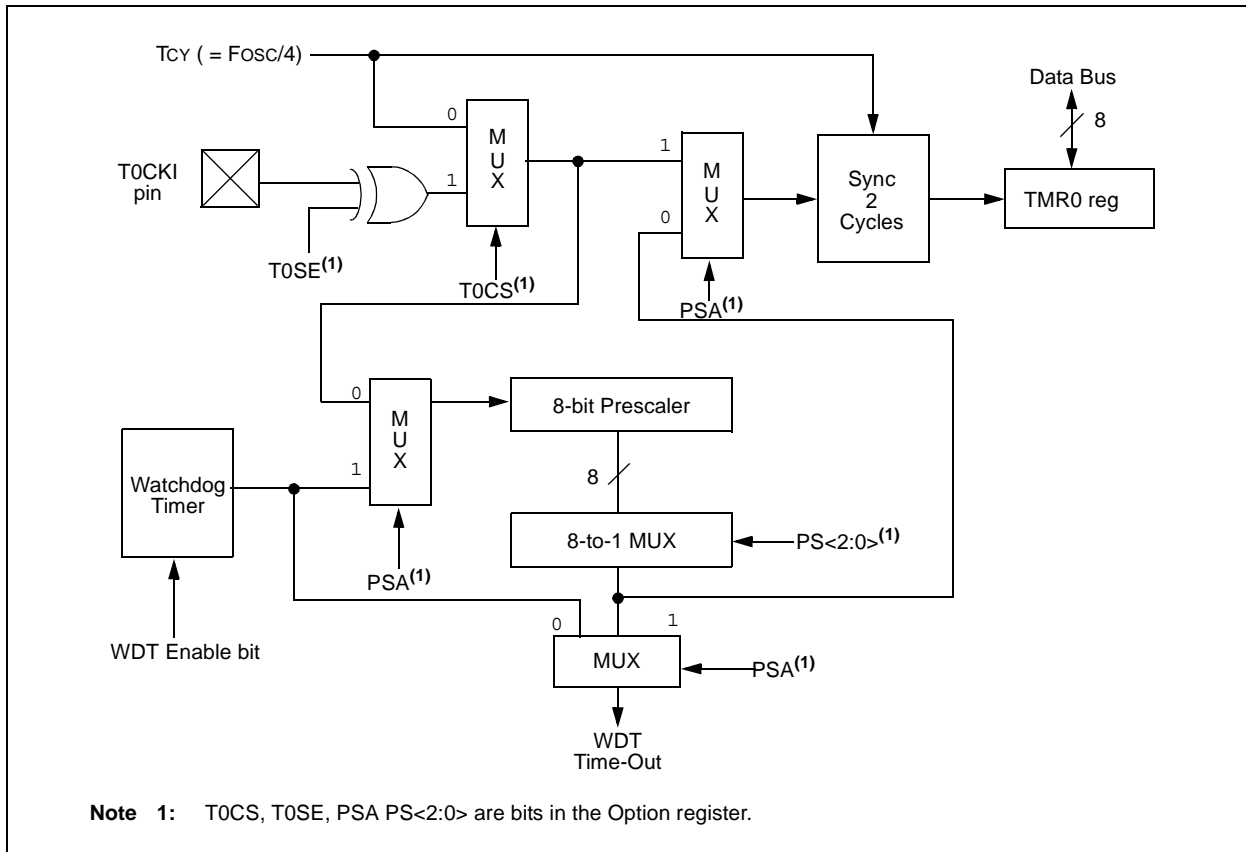 TCY ( = FOSC/4)
Data Bus
8
0
M
U
X
1
T0CKI
pin
T0SE(1)
T0CS(1)
1
M
U
X
0
PSA(1)
Sync
2
Cycles
TMR0 reg
0
M
U
X
1
PSA(1)
8-bit Prescaler
8
8-to-1 MUX
PS<2:0>(1)
Watchdog
Timer
WDT Enable bit
0
1
MUX
PSA(1)
WDT
Time-Out
Note 1: T0CS, T0SE, PSA PS<2:0> are bits in the Option register.